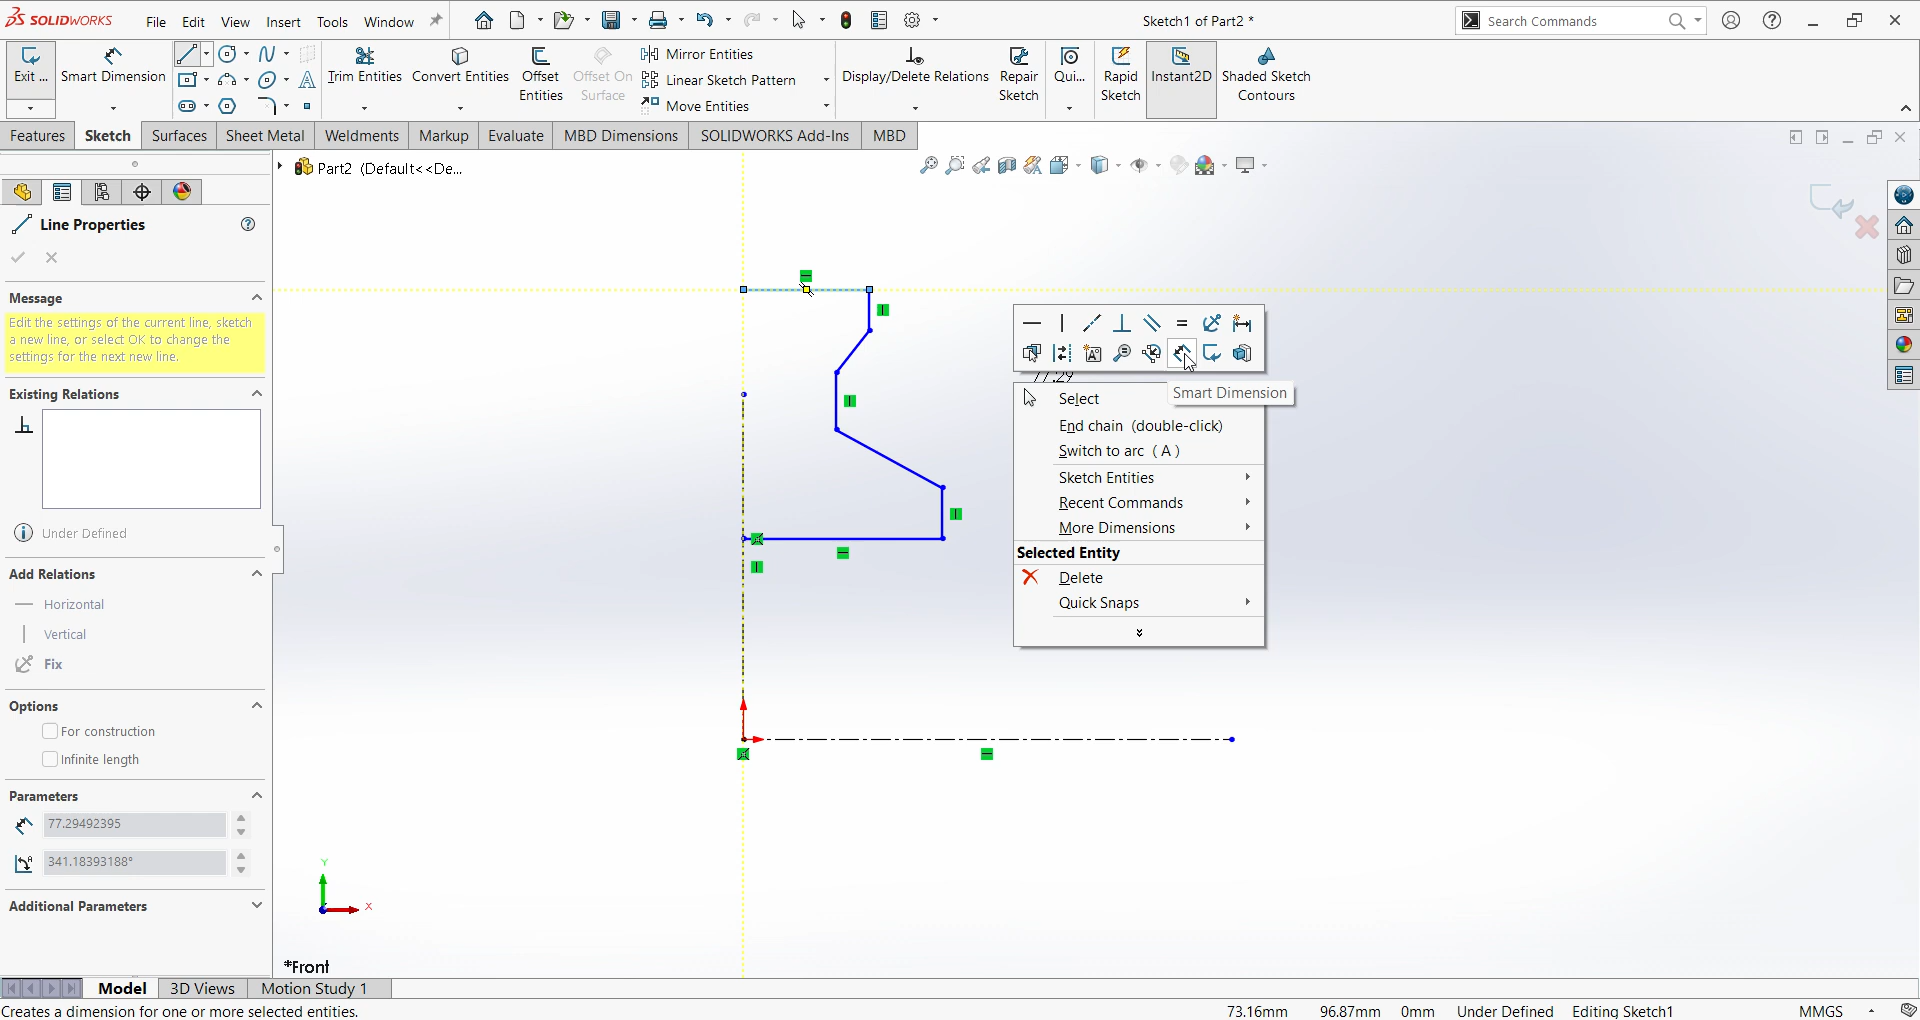 SOLIDWORKS File Edit View Insert Tools Window Sketch1 of Part2 * Search Commands
Exit ... Smart Dimension Trim Entities Convert Entities Offset Entities Offset On Surface Mirror Entities Display/Delete Relations Repair Sketch Qui... Rapid Sketch Instant2D Shaded Sketch Contours
Linear Sketch Pattern
Move Entities
Features Sketch Surfaces Sheet Metal Weldments Markup Evaluate MBD Dimensions SOLIDWORKS Add-Ins MBD
Part2 (Default<<De...
Line Properties
Message
Edit the settings of the current line, sketch
a new line, or select OK to change the
settings for the next new line.
Existing Relations
Under Defined
Add Relations
Horizontal
Vertical
Fix
Options
For construction
Infinite length
Parameters
77.29492395
341.18393188°
Additional Parameters
77.29
Smart Dimension
Select
End chain (double-click)
Switch to arc (A)
Sketch Entities
Recent Commands
More Dimensions
Selected Entity
Delete
Quick Snaps
Y
X
*Front
Model 3D Views Motion Study 1
Creates a dimension for one or more selected entities. 73.16mm 96.87mm 0mm Under Defined Editing Sketch1 MMGS